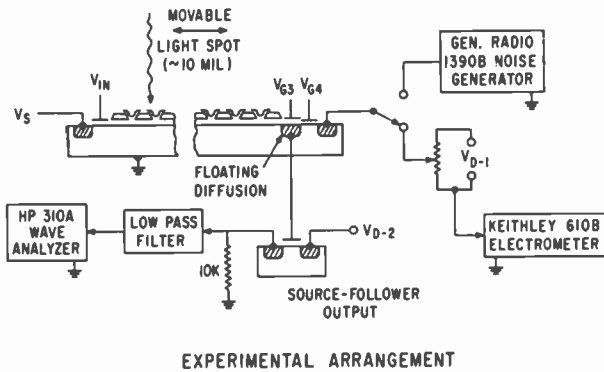 MOVABLE
LIGHT SPOT
(~10 MIL)
GEN. RADIO
1390B NOISE
GENERATOR
V_IN
V_G3
V_G4
V_S
V_D-1
FLOATING
DIFFUSION
HP 310A
WAVE
ANALYZER
LOW PASS
FILTER
V_D-2
KEITHLEY 610B
ELECTROMETER
10K
SOURCE-FOLLOWER
OUTPUT
EXPERIMENTAL ARRANGEMENT